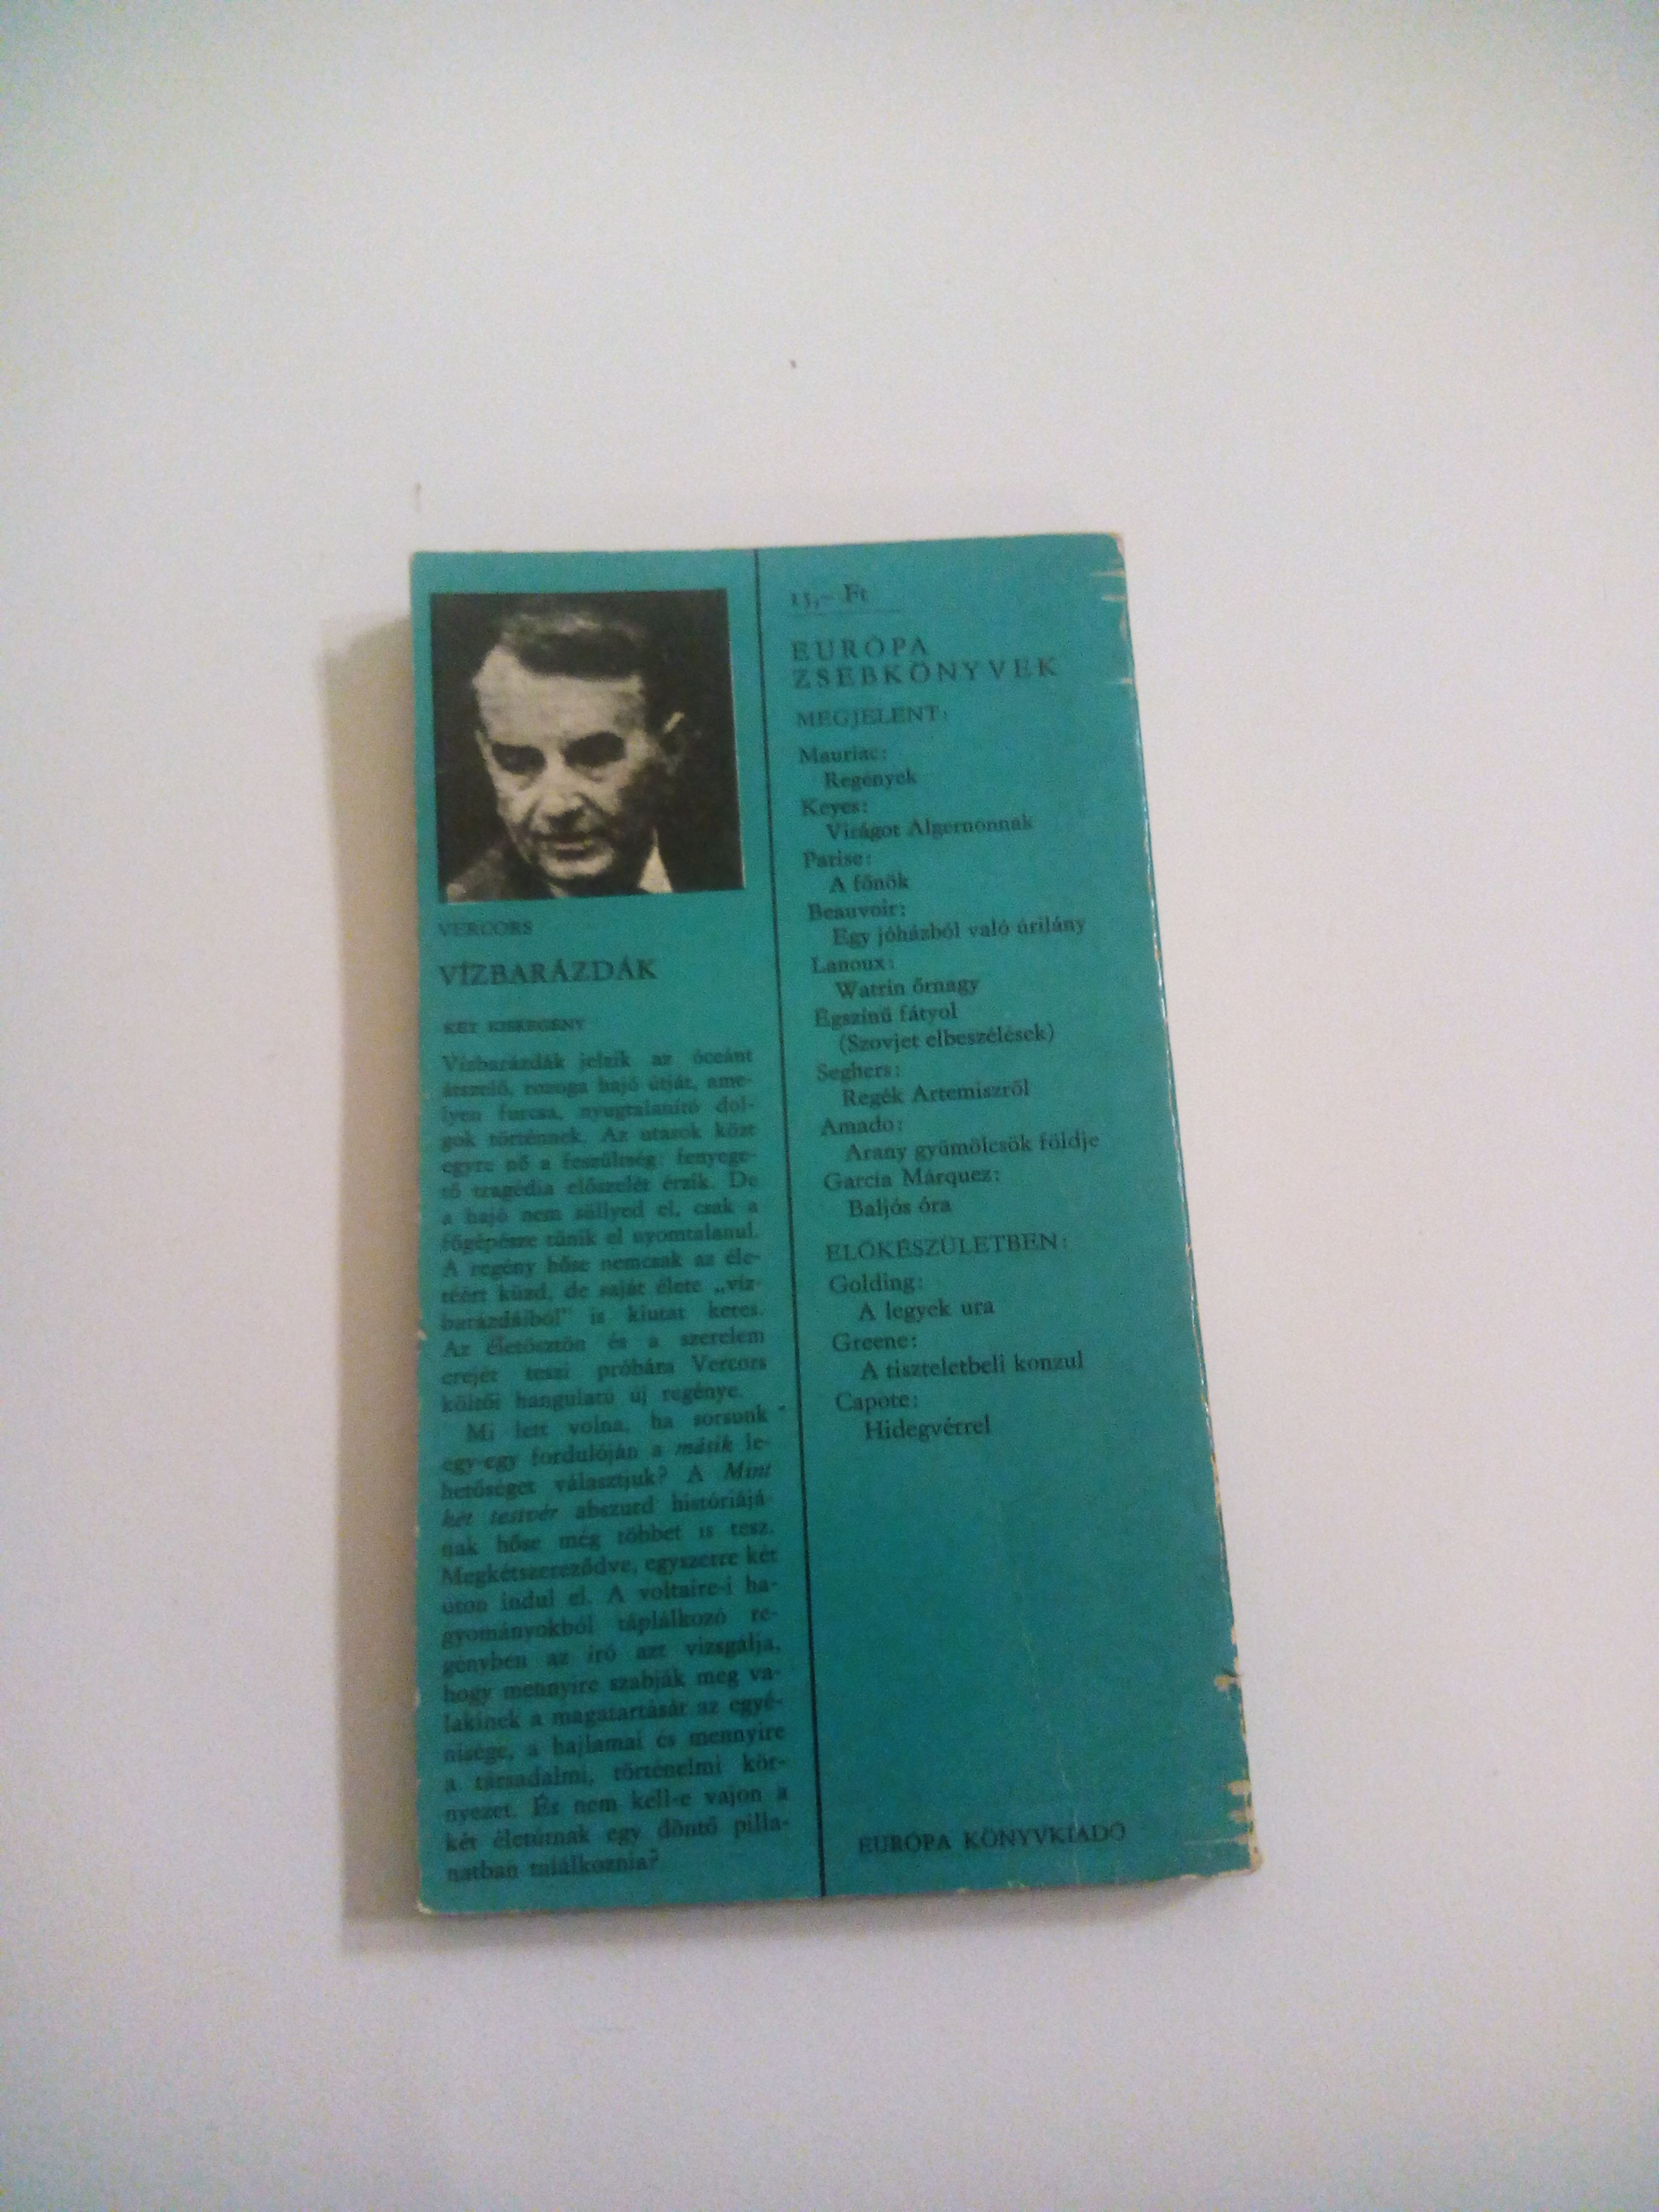 VERCORS
VÍZBARÁZDÁK
KÉT KISREGÉNY
Vízbarázdák jelzik az óceánt
átszelő, rozoga hajó útját, ame-
lyen furcsa, nyugtalanító dol-
gok történnek. Az utasok közt
egyre nő a feszültség: fenyege-
tő tragédia előszelét érzik. De
a hajó nem süllyed el, csak a
főgépésze tűnik el nyomtalanul.
A regény hőse nemcsak az éle-
téért küzd, de saját élete „víz-
barázdáiból" is kiutat keres.
Az életösztön és a szerelem
erejét teszi próbára Vercors
költői hangulatú új regénye.
Mi lett volna, ha sorsunk
egy-egy fordulóján a másik le-
hetőséget választjuk? A Mint
két testvér abszurd históriájá-
nak hőse még többet is tesz.
Megkétszereződve, egyszerre két
úton indul el. A voltaire-i ha-
gyományokból táplálkozó re-
gényben az író azt vizsgálja,
hogy mennyire szabják meg va-
lakinek a magatartását az egyé-
nisége, a hajlamai és mennyire
a társadalmi, történelmi kör-
nyezet. És nem kell-e vajon a
két életútnak egy döntő pilla-
natban találkoznia?
15,– Ft
EURÓPA
ZSEBKÖNYVEK
MEGJELENT:
Mauriac:
Regények
Keyes:
Virágot Algernonnak
Parise:
A főnök
Beauvoir:
Egy jóházból való úrilány
Lanoux:
Watrin őrnagy
Égszínű fátyol
(Szovjet elbeszélések)
Seghers:
Regék Artemiszről
Amado:
Arany gyümölcsök földje
García Márquez:
Baljós óra
ELŐKÉSZÜLETBEN:
Golding:
A legyek ura
Greene:
A tiszteletbeli konzul
Capote:
Hidegvérrel
EURÓPA KÖNYVKIADÓ